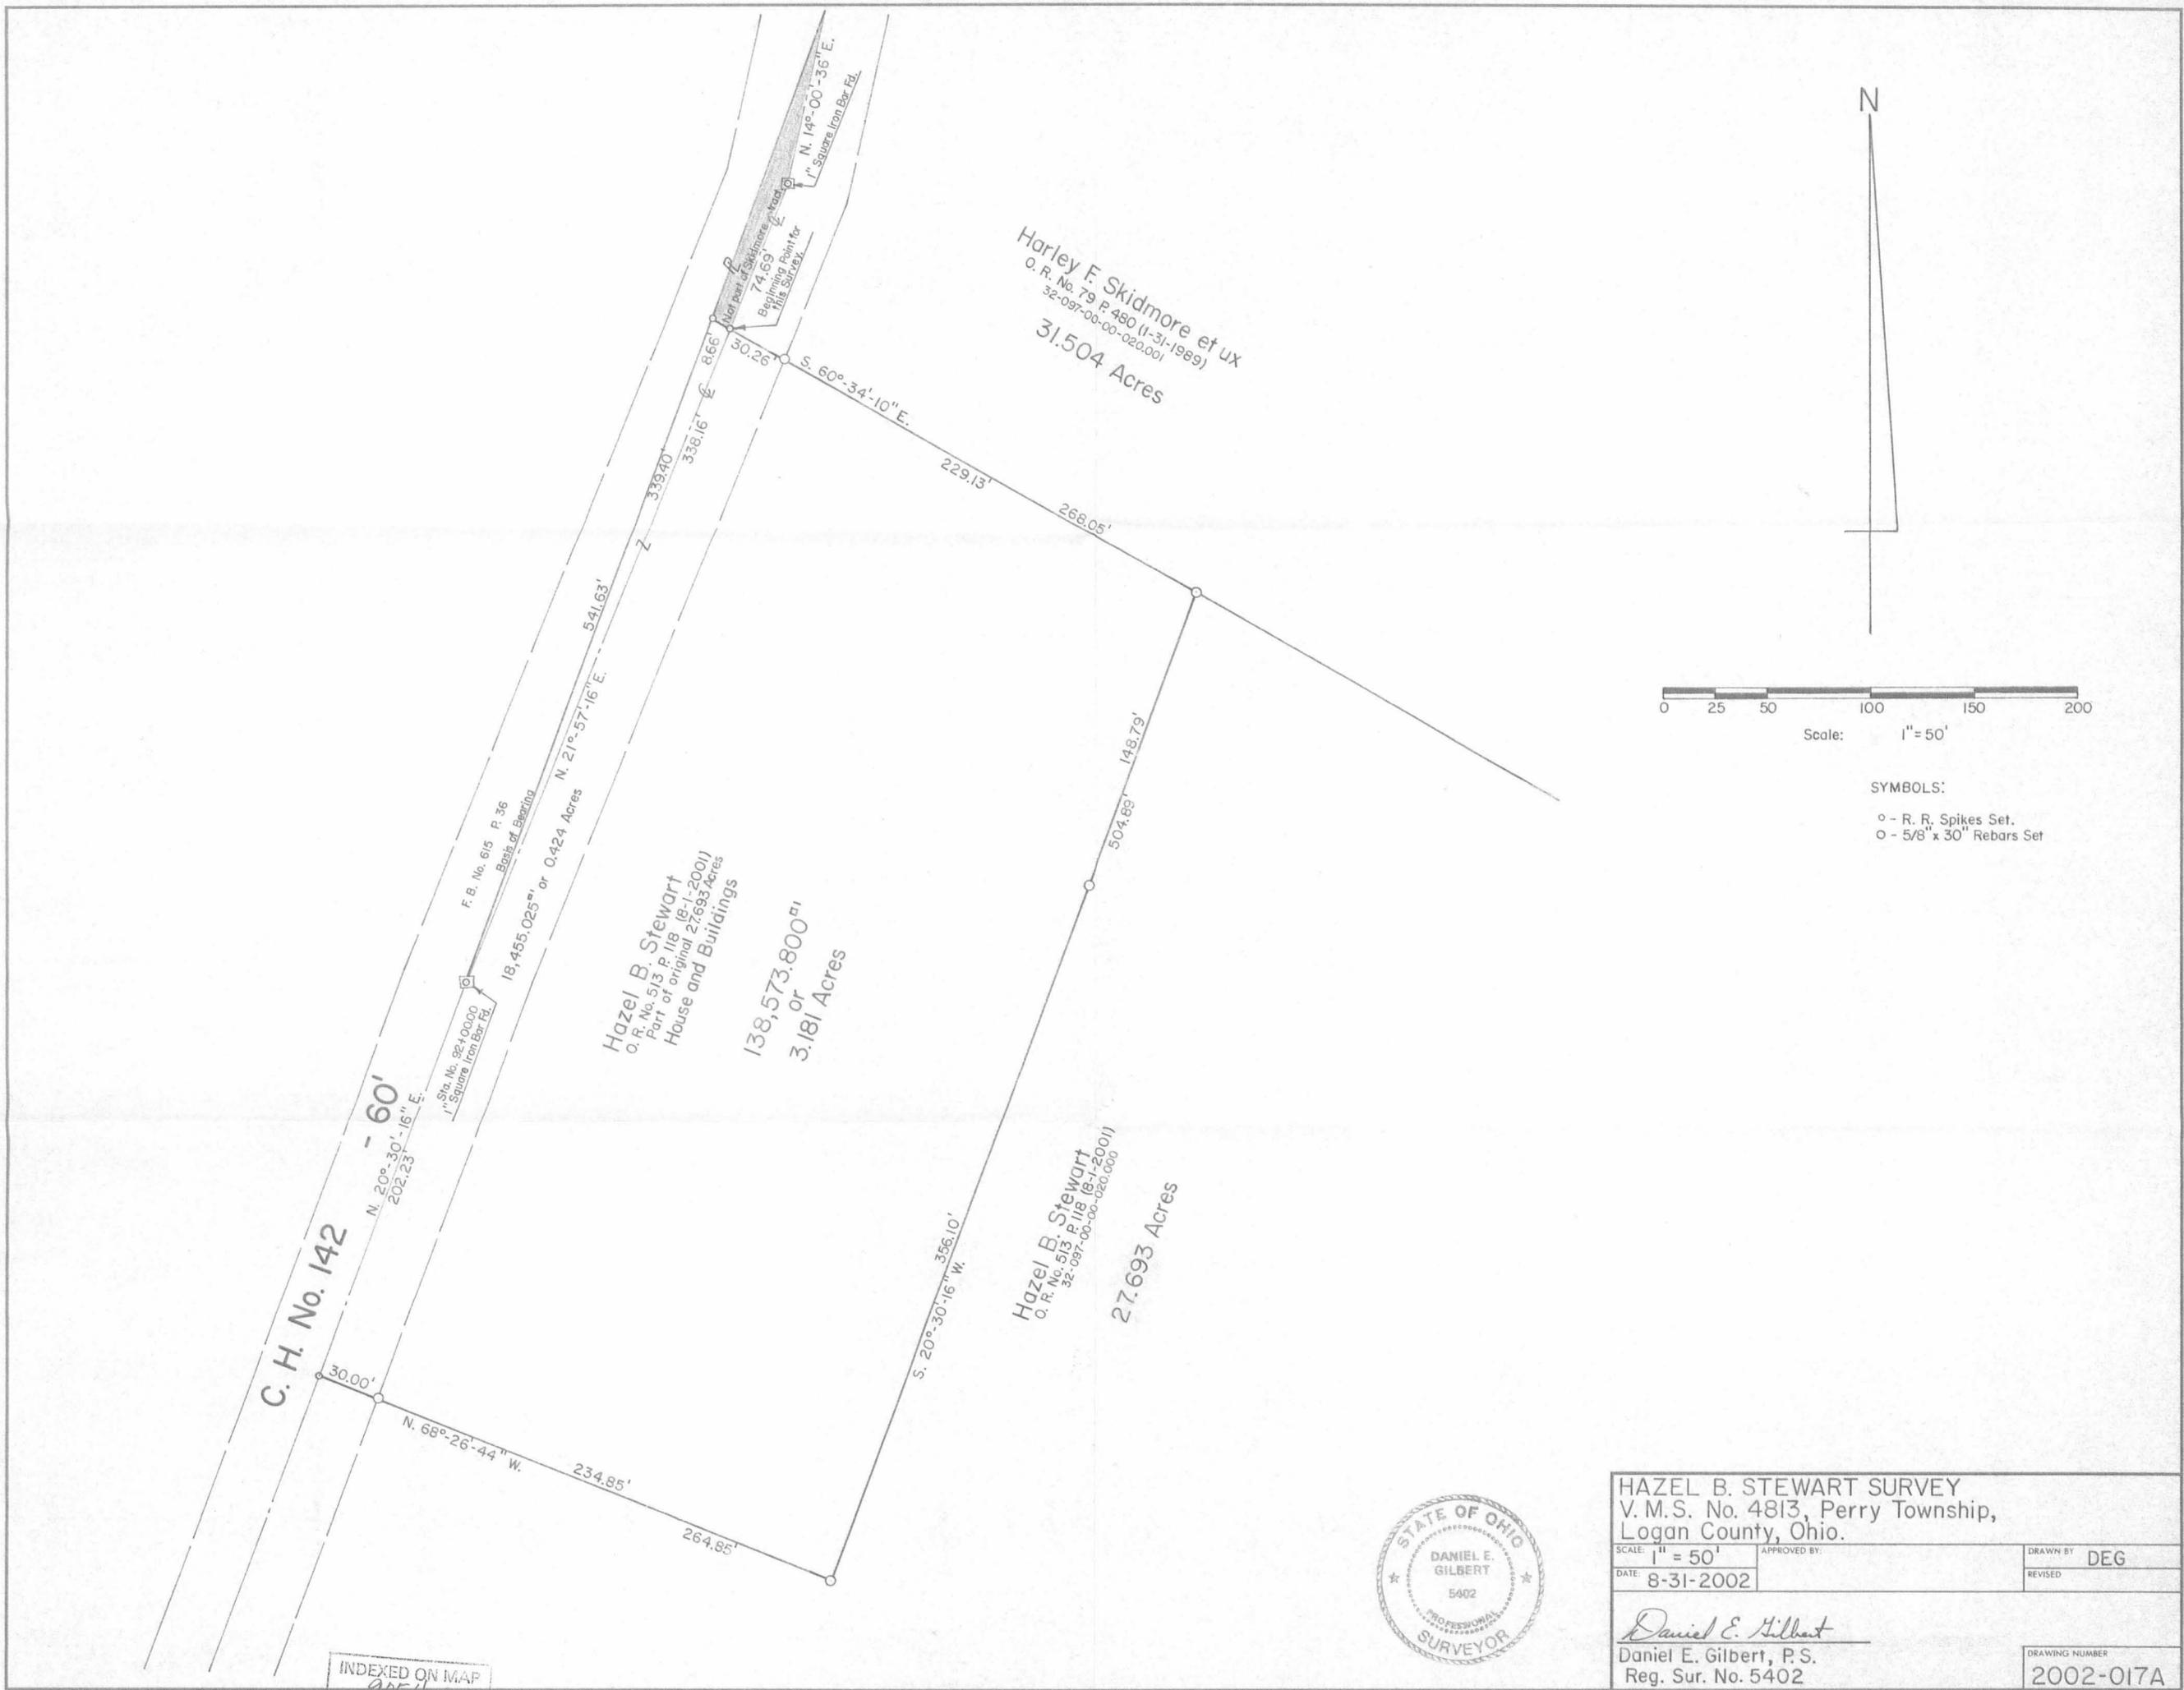 N. 14°-00'-36" E.
1" Square Iron Bar Fd.
Not part of Skidmore tract
74.69'
Beginning Point for
this Survey.
8.66'
30.26'
S. 60°-34'-10" E.
229.13'
268.05'
Harley F. Skidmore et ux
O. R. No. 79 P. 480 (1-31-1989)
32-097-00-00-020.001
31.504 Acres
N
0 25 50 100 150 200
Scale: 1" = 50'
SYMBOLS:
o - R. R. Spikes Set.
O - 5/8" x 30" Rebars Set
339.40'
338.16'
541.63'
N. 21°-57'-16" E.
F. B. No. 615 P. 36
Basis of Bearing
18,455.025□' or 0.424 Acres
148.79'
504.89'
Hazel B. Stewart
O. R. No. 513 P. 118 (8-1-2001)
Part of original 27.693 Acres
House and Buildings
138,573.800□'
or
3.181 Acres
Sta. No. 92+00.00
1" Square Iron Bar Fd.
C. H. No. 142 - 60'
N. 20°-30'-16" E.
202.23'
356.10'
S. 20°-30'-16" W.
Hazel B. Stewart
O. R. No. 513 P. 118 (8-1-2001)
32-097-00-00-020.000
27.693 Acres
30.00'
N. 68°-26'-44" W.
234.85'
264.85'
INDEXED ON MAP
STATE OF OHIO
DANIEL E.
GILBERT
5402
PROFESSIONAL
SURVEYOR
HAZEL B. STEWART SURVEY
V. M. S. No. 4813, Perry Township,
Logan County, Ohio.
SCALE: 1" = 50'
APPROVED BY:
DRAWN BY DEG
DATE: 8-31-2002
REVISED
Daniel E. Gilbert
Daniel E. Gilbert, P. S.
Reg. Sur. No. 5402
DRAWING NUMBER
2002-017A